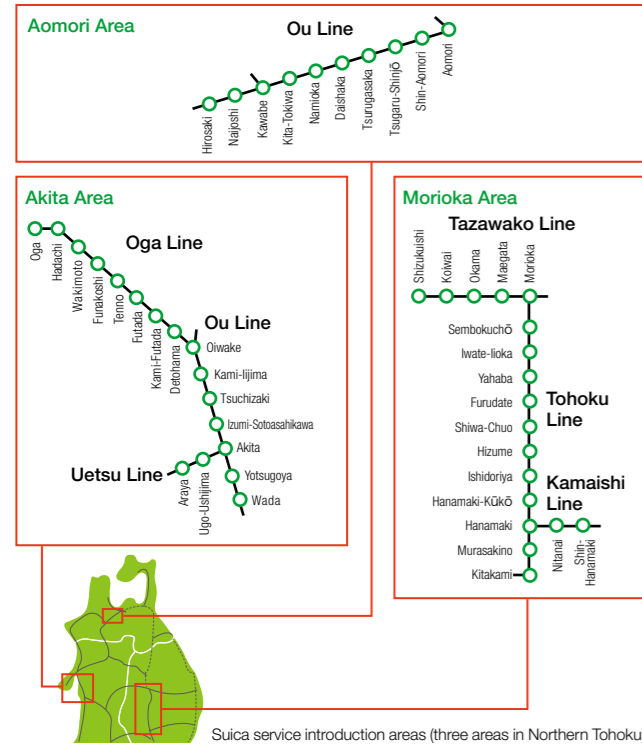 Aomori Area
Ou Line
Hirosaki
Naijoshi
Kawabe
Kita-Tokiwa
Namioka
Daishaka
Tsurugasaka
Tsugaru-Shinjō
Shin-Aomori
Aomori
Akita Area
Oga Line
Oga
Hadachi
Wakimoto
Funakoshi
Tenno
Futada
Kami-Futada
Detohama
Ou Line
Oiwake
Kami-Iijima
Tsuchizaki
Izumi-Sotoasahikawa
Akita
Uetsu Line
Araya
Ugo-Ushijima
Yotsugoya
Wada
Morioka Area
Tazawako Line
Shizukuishi
Koiwai
Okama
Maegata
Morioka
Sembokuchō
Iwate-Iioka
Yahaba
Furudate
Tohoku
Line
Shiwa-Chuo
Hizume
Ishidoriya
Kamaishi
Line
Hanamaki-Kūkō
Hanamaki
Nitanai
Shin-
Hanamaki
Murasakino
Kitakami
Suica service introduction areas (three areas in Northern Tohoku